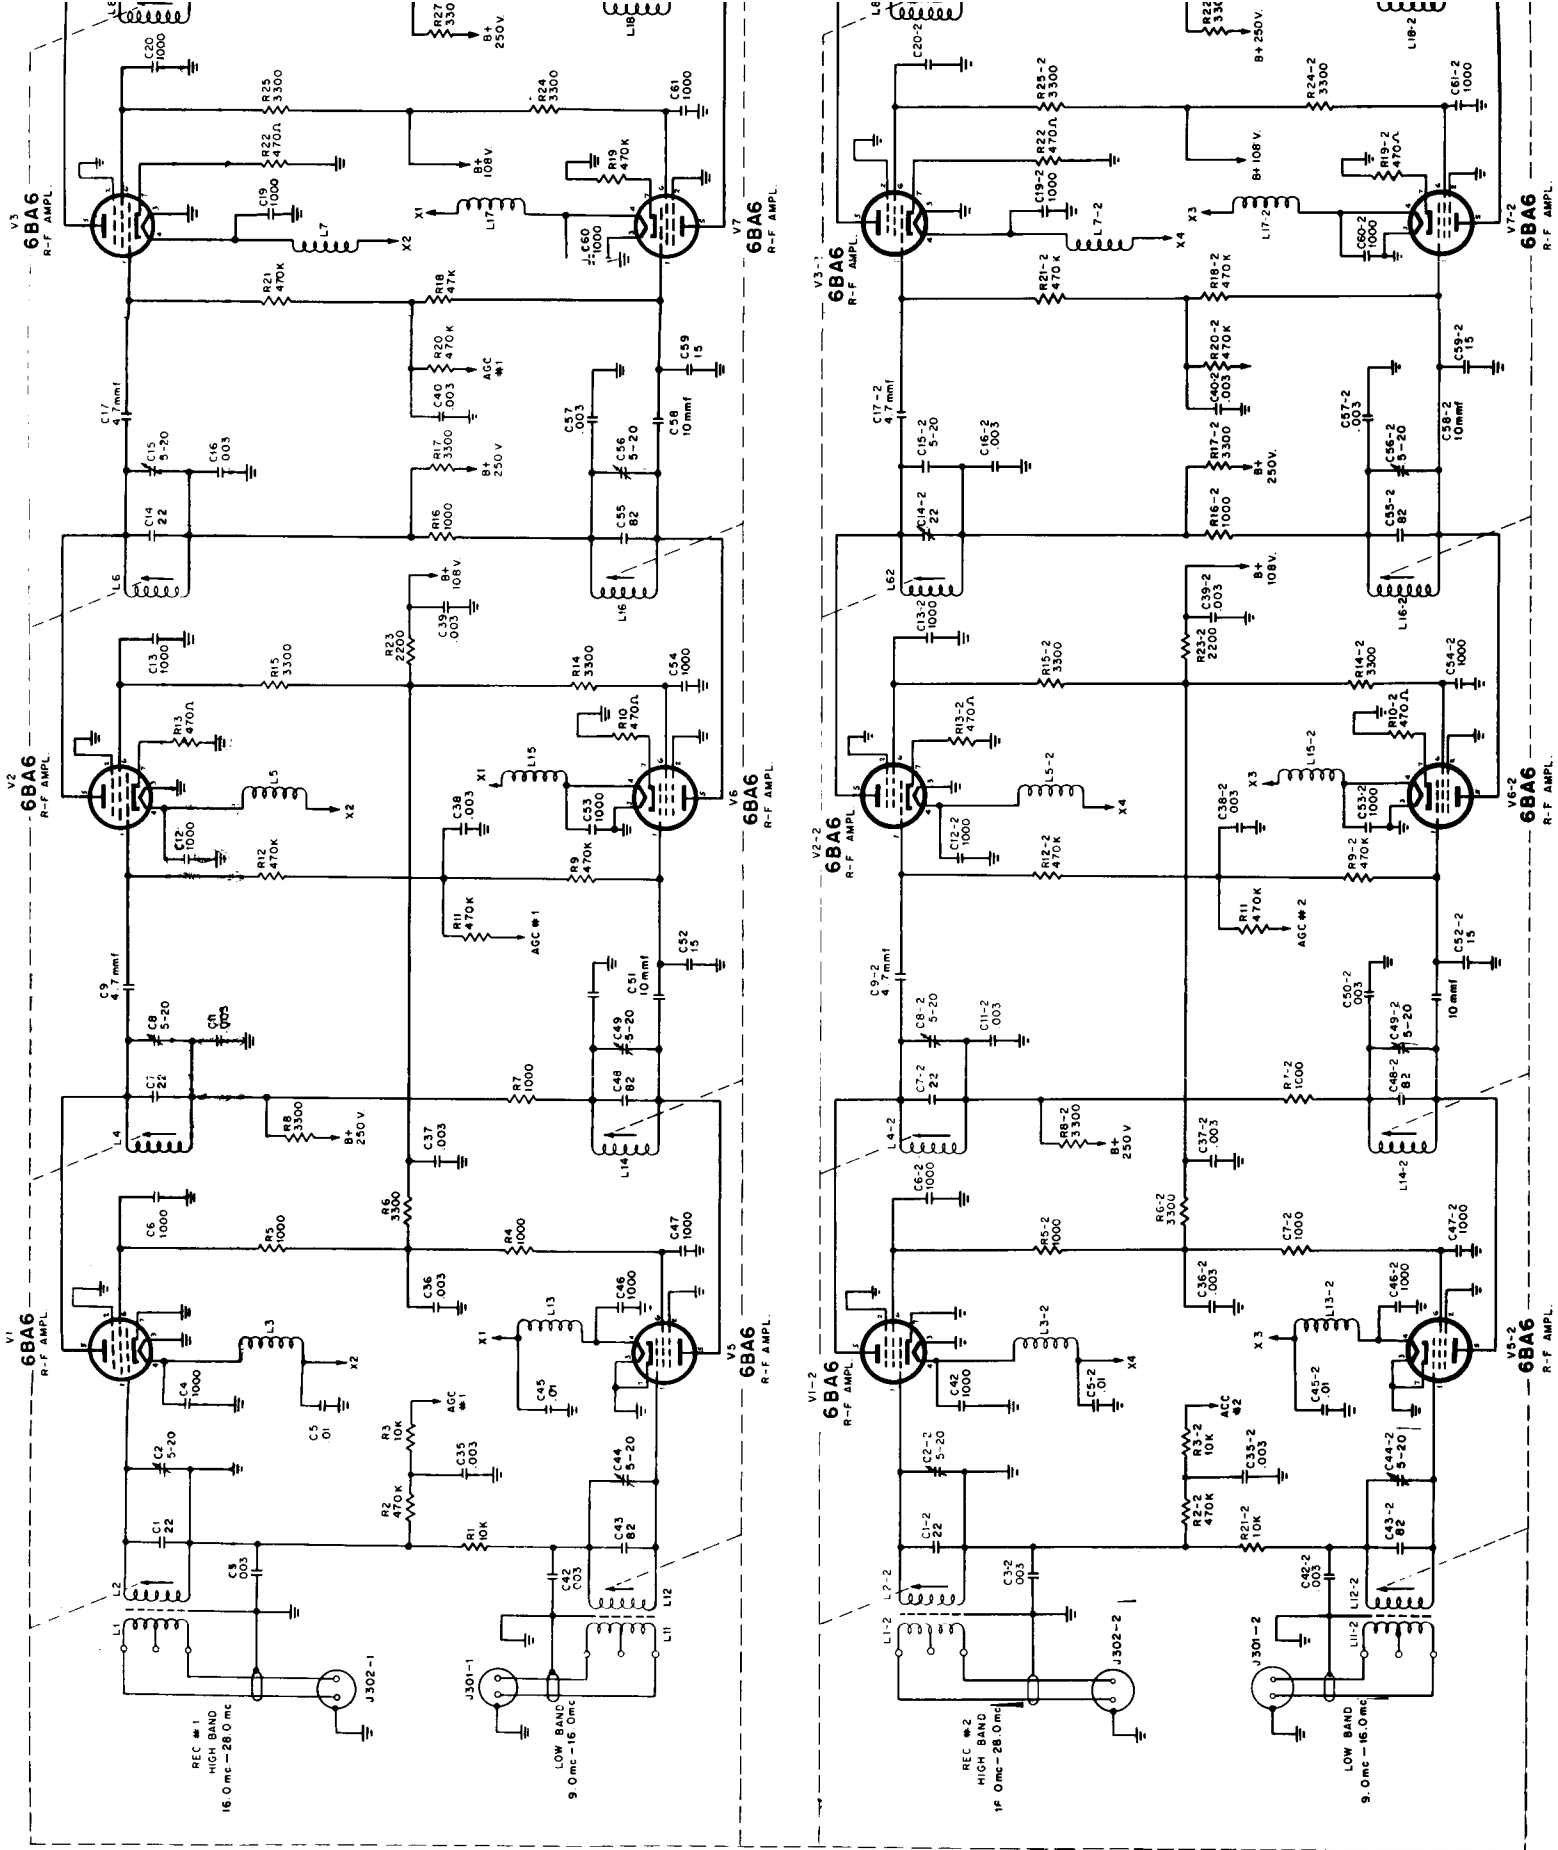 L8
C20
1000
R27
330
B+
250V.
L18
L8
C20-2
R22
330
B+ 250V.
L18-2
R25
3300
R24
3300
C61
1000
R22
470Ω
C19
1000
B+
108V.
R19
470K
V3
6BA6
R-F AMPL.
L7
X2
X1
L17
C60
1000
V7
6BA6
R-F AMPL.
R25-2
3300
R24-2
3300
C61-2
1000
R22
470Ω
C19-2
1000
B+108V.
R19-2
470Ω
V3-
6BA6
R-F AMPL.
L7-2
X4
X3
L17-2
C60-2
1000
V7-2
6BA6
R-F AMPL.
R21
470K
R18
47K
R20
470K
AGC
#1
C40
.003
C59
15
C57
.003
C58
10mmf
C17
4.7mmf
C15
5-20
C16
.003
R17
3300
B+
250V
C56
5-20
C14
22
R16
1000
C55
82
L6
L16
R21-2
470K
R18-2
470K
R20-2
470K
C40-2
.003
C59-2
15
C57-2
.003
C58-2
10mmf
C17-2
4.7mmf
C15-2
5-20
C16-2
.003
R17-2
3300
B+
250V.
C56-2
5-20
C14-2
22
R16-2
1000
C55-2
82
L62
L16-2
C13
1000
R23
2200
C39
.003
B+
108V.
R15
3300
R14
3300
C54
1000
R13
470Ω
R10
470Ω
V2
6BA6
R-F AMPL.
L5
X2
X1
L15
C12
1000
C53
1000
C38
.003
V6
6BA6
R-F AMPL.
C13-2
1000
R23-2
2200
C39-2
.003
B+
108V.
R15-2
3300
R14-2
3300
C54-2
1000
R13-2
470Ω
R10-2
470Ω
V2-2
6BA6
R-F AMPL
L5-2
X4
X3
L15-2
C12-2
1000
C53-2
1000
C38-2
.003
V6-2
6BA6
R-F AMPL.
R12
470K
R9
470K
R11
470K
AGC #1
C9
4.7mmf
C52
15
C51
10mmf
C8
5-20
C11
.003
C49
5-20
C7
22
R7
1000
C48
82
L4
R8
3300
B+
250V.
L14
R12-2
470K
R9-2
470K
R11
470K
AGC #2
C9-2
4.7mmf
C50-2
.003
C52-2
15
10mmf
C8-2
5-20
C11-2
.003
C49-2
5-20
C7-2
22
R7-2
1000
C48-2
82
L4-2
R8-2
3300
B+
250V
L14-2
C6
1000
R6
3300
C37
.003
R5
1000
R4
1000
C47
1000
C36
.003
C46
1000
L13
V1
6BA6
R-F AMPL.
L3
X2
X1
C4
1000
C5
.01
C45
.01
V5
6BA6
R-F AMPL.
C6-2
1000
R6-2
3300
C37-2
.003
R5-2
1000
C7-2
1000
C47-2
1000
C36-2
.003
C46-2
1000
L13-2
V1-2
6BA6
R-F AMPL.
L3-2
X4
X3
C42
1000
C5-2
.01
C45-2
.01
V5-2
6BA6
R-F AMPL.
C2
5-20
R3
10K
AGC
#1
C35
.003
R2
470K
C44
5-20
C1
22
R1
10K
C43
82
C3
.003
C42
.003
L2
L1
L12
L11
J302-1
J301-1
REC #1
HIGH BAND
16.0mc-28.0mc
LOW BAND
9.0mc-16.0mc
C2-2
5-20
R3-2
10K
ACC
#2
C35-2
.003
R2-2
470K
C44-2
5-20
C1-2
22
R21-2
10K
C43-2
82
C3-2
.003
C42-2
.003
L2-2
L1-2
L12-2
L11-2
J302-2
J301-2
REC #2
HIGH BAND
0mc-28.0mc
LOW BAND
9.0mc-16.0mc